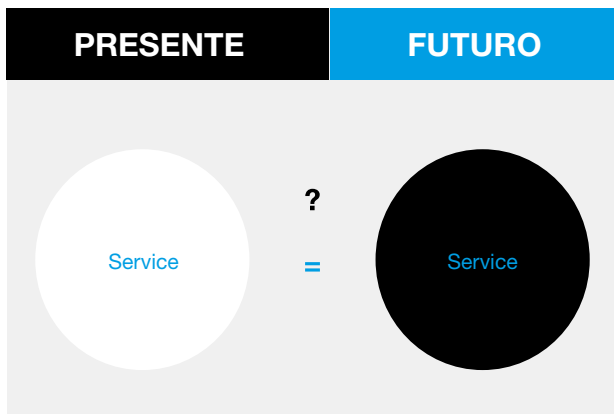 PRESENTE
FUTURO
?
Service
=
Service